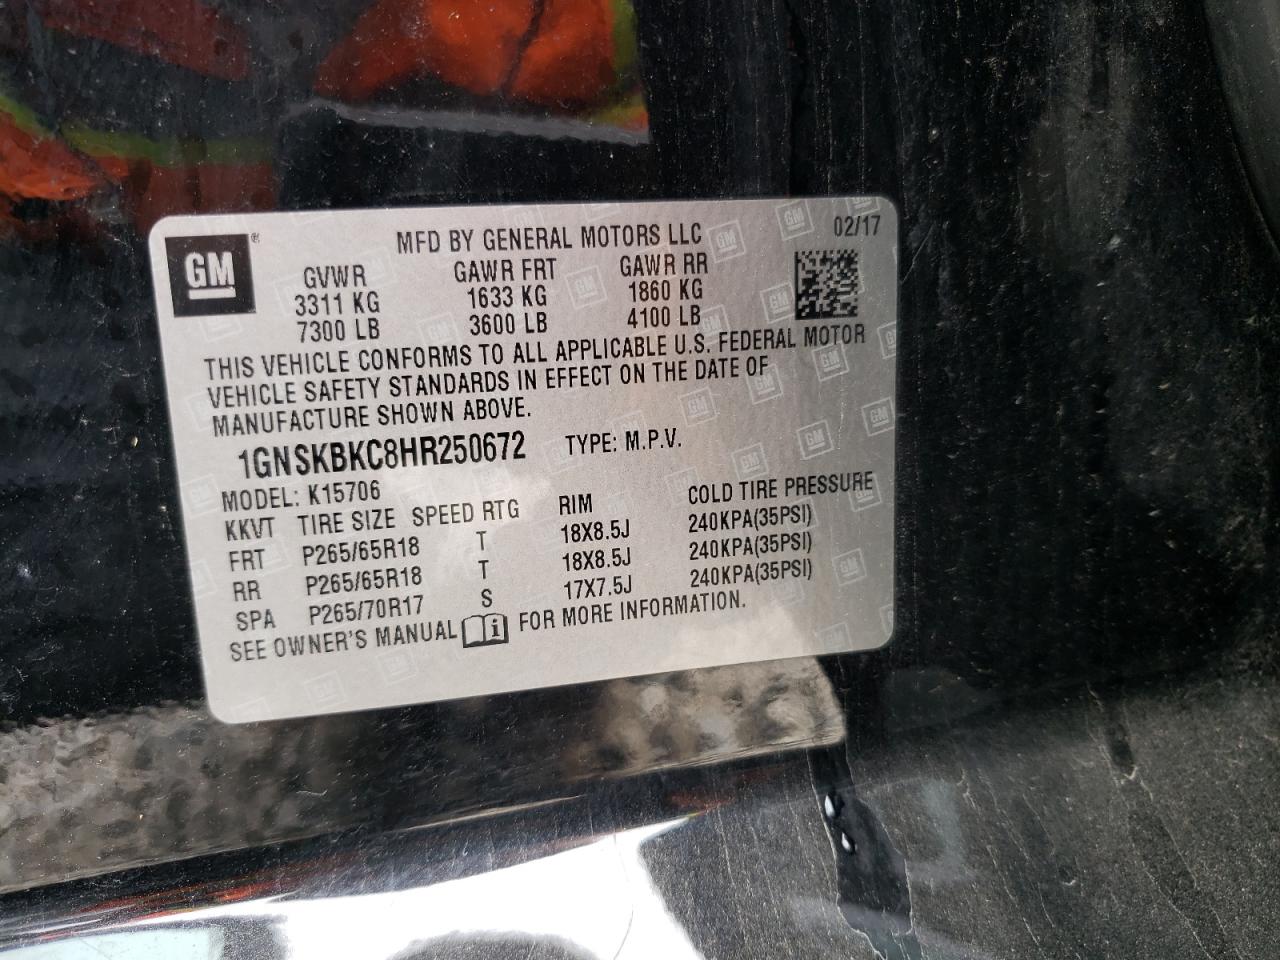 GM ® MFD BY GENERAL MOTORS LLC 02/17
GVWR GAWR FRT GAWR RR
3311 KG 1633 KG 1860 KG
7300 LB 3600 LB 4100 LB
THIS VEHICLE CONFORMS TO ALL APPLICABLE U.S. FEDERAL MOTOR
VEHICLE SAFETY STANDARDS IN EFFECT ON THE DATE OF
MANUFACTURE SHOWN ABOVE.
1GNSKBKC8HR250672 TYPE: M.P.V.
MODEL: K15706
KKVT TIRE SIZE SPEED RTG RIM COLD TIRE PRESSURE
FRT P265/65R18 T 18X8.5J 240KPA(35PSI)
RR P265/65R18 T 18X8.5J 240KPA(35PSI)
SPA P265/70R17 S 17X7.5J 240KPA(35PSI)
SEE OWNER'S MANUAL i FOR MORE INFORMATION.